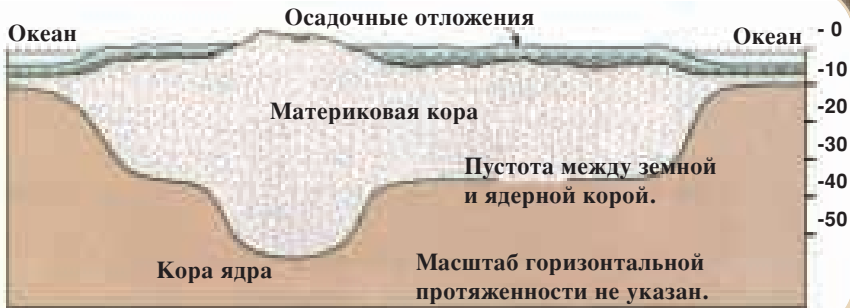 Осадочные отложения
Океан
Океан
- 0
-10
-20
-30
-40
-50
Материковая кора
Пустота между земной
и ядерной корой.
Кора ядра
Масштаб горизонтальной
протяженности не указан.